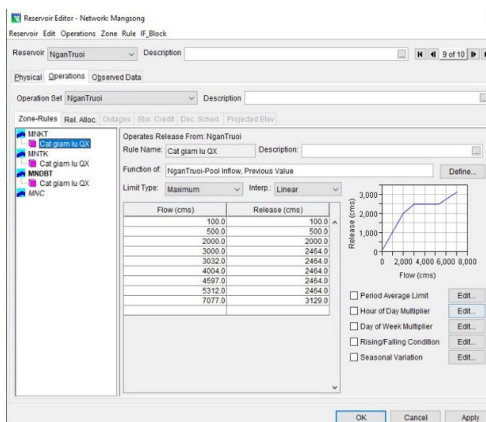 Reservoir Editor - Network: Mangsong
Reservoir Edit Operations Zone Rule IF_Block
Reservoir NganTruoi Description 9 of 10
Physical Operations Observed Data
Operation Set NganTruoi Description
Zone-Rules Rel. Alloc. Outages Stor. Credit Dec. Sched. Projected Elev
MNKT
Cat giam lu QX
MNTK
Cat giam lu QX
MNDBT
Cat giam lu QX
MNC
Operates Release From: NganTruoi
Rule Name: Cat giam lu QX Description:
Function of: NganTruoi-Pool Inflow, Previous Value Define...
Limit Type: Maximum Interp.: Linear
Flow (cms) Release (cms)
100.0 100.0
500.0 500.0
2000.0 2000.0
3000.0 2464.0
3032.0 2464.0
4004.0 2464.0
4597.0 2464.0
5312.0 2464.0
7077.0 3129.0
Release (cms)
3,000
2,000
1,000
0
0 2,000 4,000 6,000 8,000
Flow (cms)
Period Average Limit Edit...
Hour of Day Multiplier Edit...
Day of Week Multiplier Edit...
Rising/Falling Condition Edit...
Seasonal Variation Edit...
OK Cancel Apply